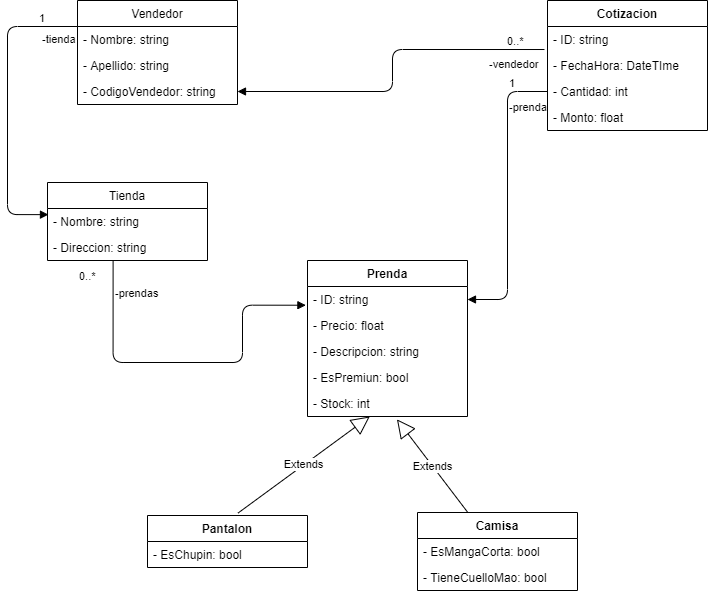 Vendedor
- Nombre: string
- Apellido: string
- CodigoVendedor: string
1
-tienda
Cotizacion
- ID: string
- FechaHora: DateTIme
- Cantidad: int
- Monto: float
0..*
-vendedor
1
-prenda
Tienda
- Nombre: string
- Direccion: string
0..*
-prendas
Prenda
- ID: string
- Precio: float
- Descripcion: string
- EsPremiun: bool
- Stock: int
Extends
Extends
Pantalon
- EsChupin: bool
Camisa
- EsMangaCorta: bool
- TieneCuelloMao: bool